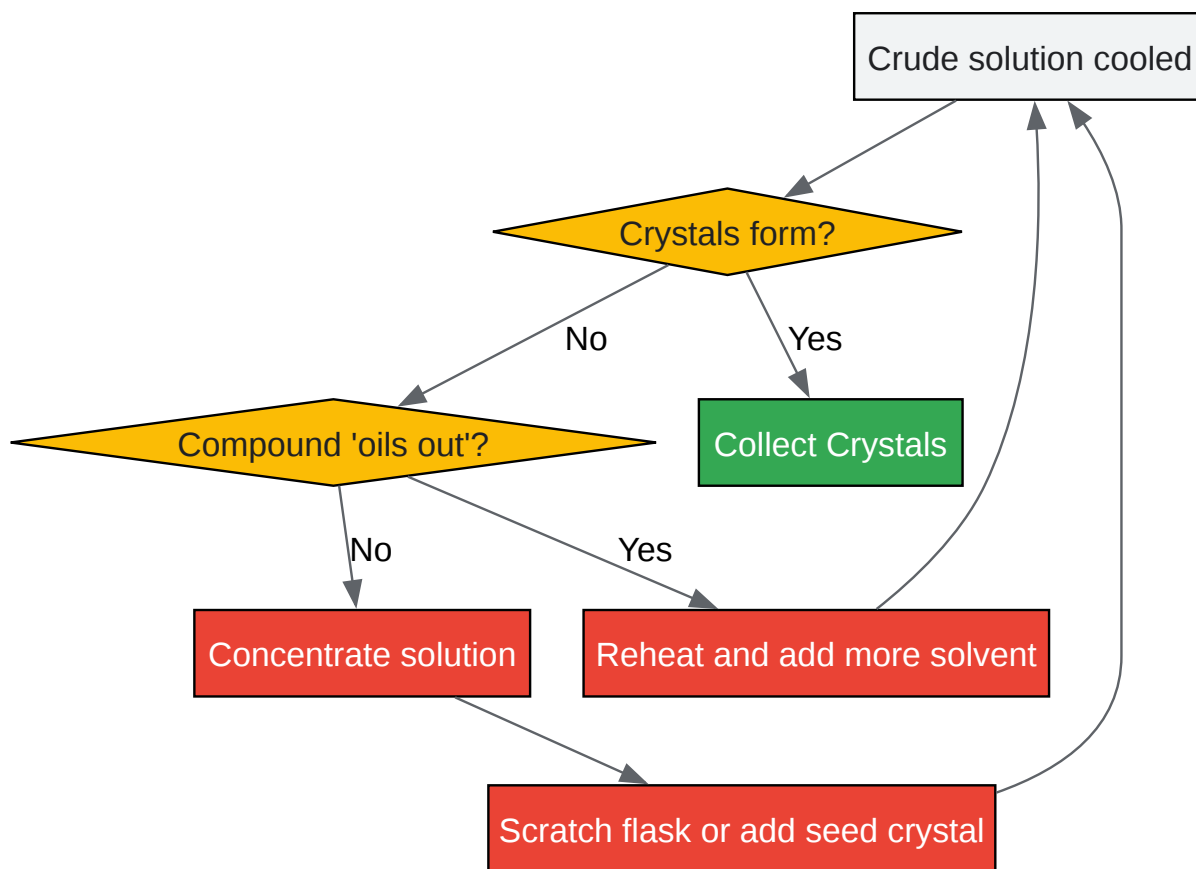 Crude solution cooled
Crystals form?
No
Yes
Compound 'oils out'?
Collect Crystals
No
Yes
Concentrate solution
Reheat and add more solvent
Scratch flask or add seed crystal